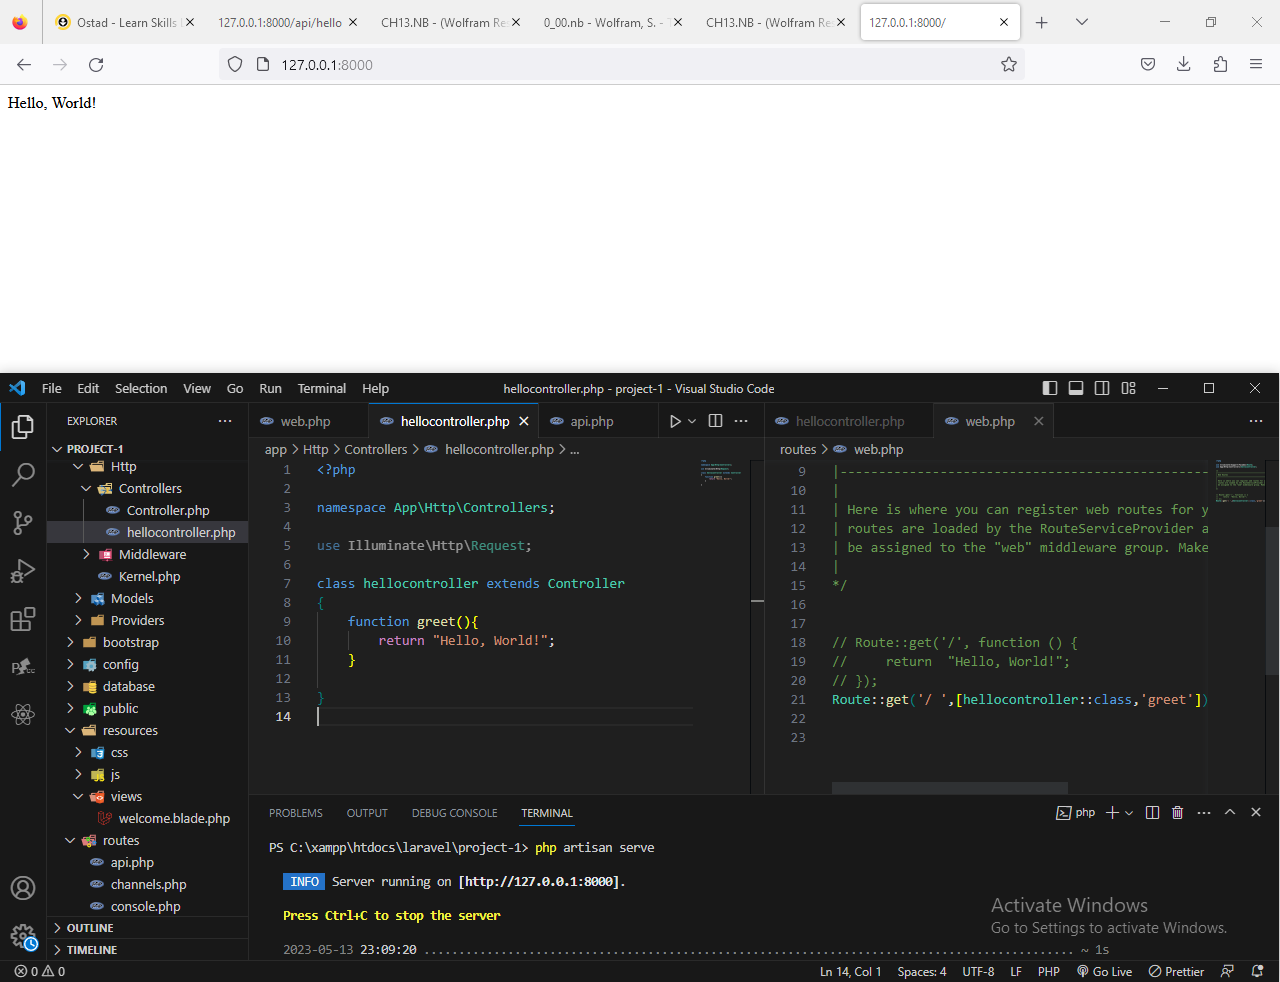 Ostad - Learn Skills
127.0.0.1:8000/api/hello
CH13.NB - (Wolfram Re
0_00.nb - Wolfram, S. - T
CH13.NB - (Wolfram Re
127.0.0.1:8000/
127.0.0.1:8000
Hello, World!
File Edit Selection View Go Run Terminal Help
hellocontroller.php - project-1 - Visual Studio Code
EXPLORER
PROJECT-1
Http
Controllers
Controller.php
hellocontroller.php
Middleware
Kernel.php
Models
Providers
bootstrap
config
database
public
resources
css
js
views
welcome.blade.php
routes
api.php
channels.php
console.php
OUTLINE
TIMELINE
web.php
hellocontroller.php
api.php
app > Http > Controllers > hellocontroller.php > ...
1 <?php
2
3 namespace App\Http\Controllers;
4
5 use Illuminate\Http\Request;
6
7 class hellocontroller extends Controller
8 {
9 function greet(){
10 return "Hello, World!";
11 }
12
13 }
14
hellocontroller.php
web.php
routes > web.php
9 |------------------------------------------------
10 |
11 | Here is where you can register web routes for y
12 | routes are loaded by the RouteServiceProvider a
13 | be assigned to the "web" middleware group. Make
14 |
15 */
16
17
18 // Route::get('/', function () {
19 //     return  "Hello, World!";
20 // });
21 Route::get('/ ',[hellocontroller::class,'greet'])
22
23
PROBLEMS OUTPUT DEBUG CONSOLE TERMINAL
php
PS C:\xampp\htdocs\laravel\project-1> php artisan serve
INFO Server running on [http://127.0.0.1:8000].
Press Ctrl+C to stop the server
2023-05-13 23:09:20 ..................................................................................... ~ 1s
Activate Windows
Go to Settings to activate Windows.
0 0
Ln 14, Col 1 Spaces: 4 UTF-8 LF PHP Go Live Prettier